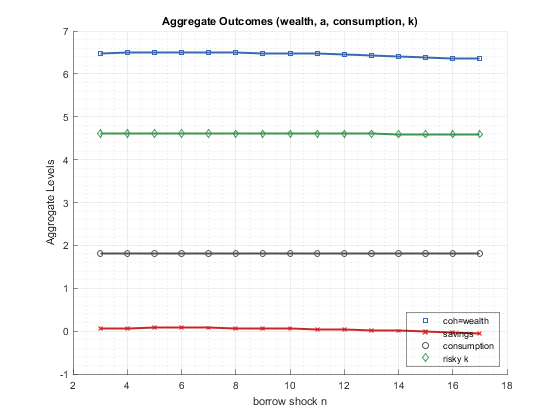 Aggregate Outcomes (wealth, a, consumption, k)
7
6
5
4
3
2
1
0
-1
Aggregate Levels
2 4 6 8 10 12 14 16 18
borrow shock n
coh=wealth
savings
consumption
risky k